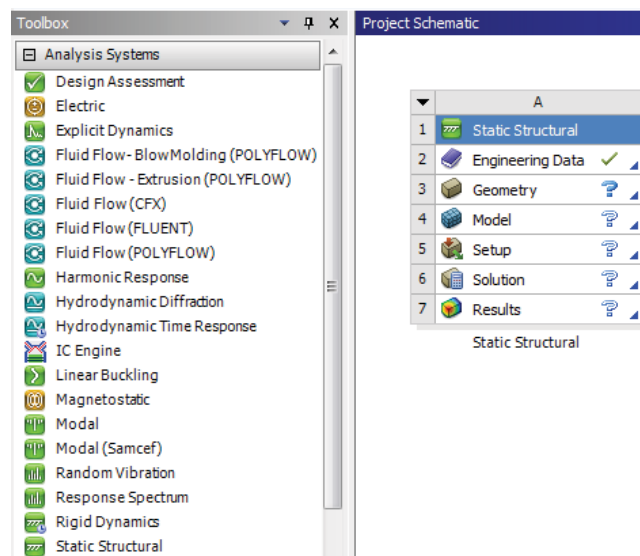 Toolbox
Analysis Systems
Design Assessment
Electric
Explicit Dynamics
Fluid Flow- BlowMolding (POLYFLOW)
Fluid Flow - Extrusion (POLYFLOW)
Fluid Flow (CFX)
Fluid Flow (FLUENT)
Fluid Flow (POLYFLOW)
Harmonic Response
Hydrodynamic Diffraction
Hydrodynamic Time Response
IC Engine
Linear Buckling
Magnetostatic
Modal
Modal (Samcef)
Random Vibration
Response Spectrum
Rigid Dynamics
Static Structural
Project Schematic
A
1 Static Structural
2 Engineering Data
3 Geometry ?
4 Model ?
5 Setup ?
6 Solution ?
7 Results ?
Static Structural